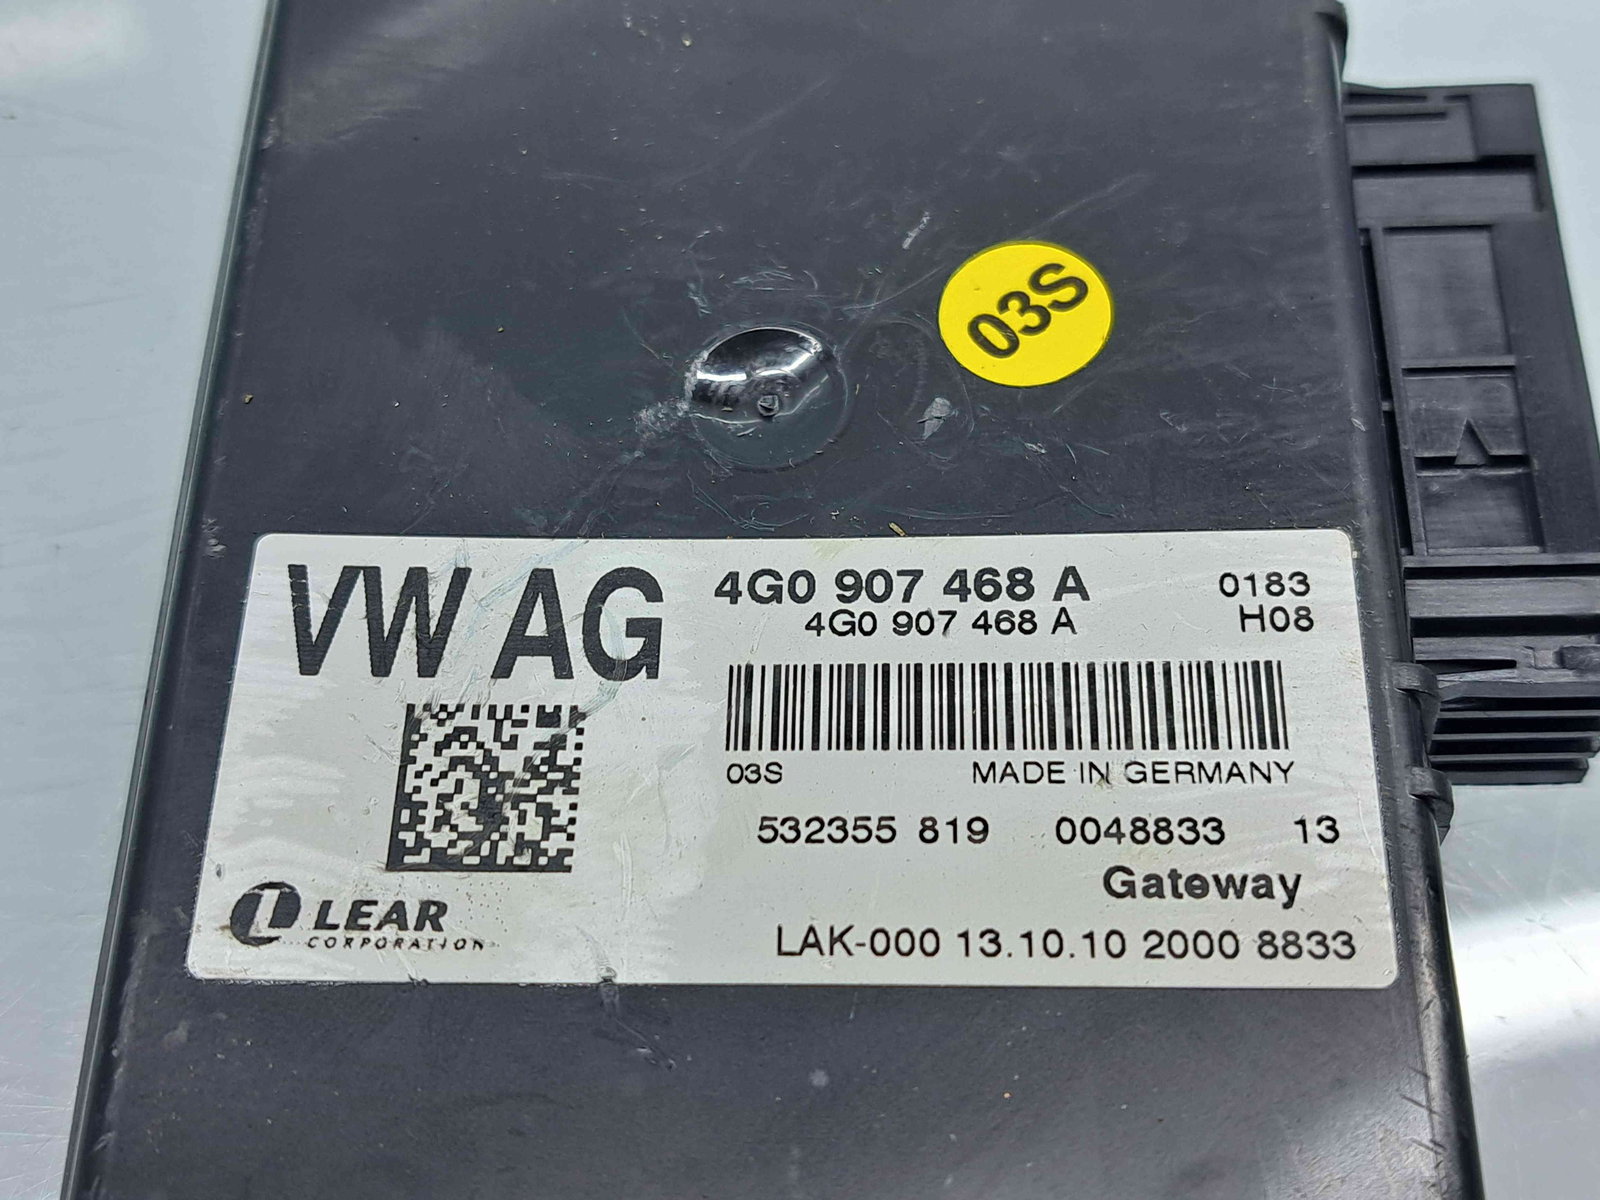 03S
VW AG
4G0 907 468 A 0183
4G0 907 468 A H08
03S MADE IN GERMANY
532355 819 0048833 13
Gateway
LEAR
CORPORATION
LAK-000 13.10.10 2000 8833